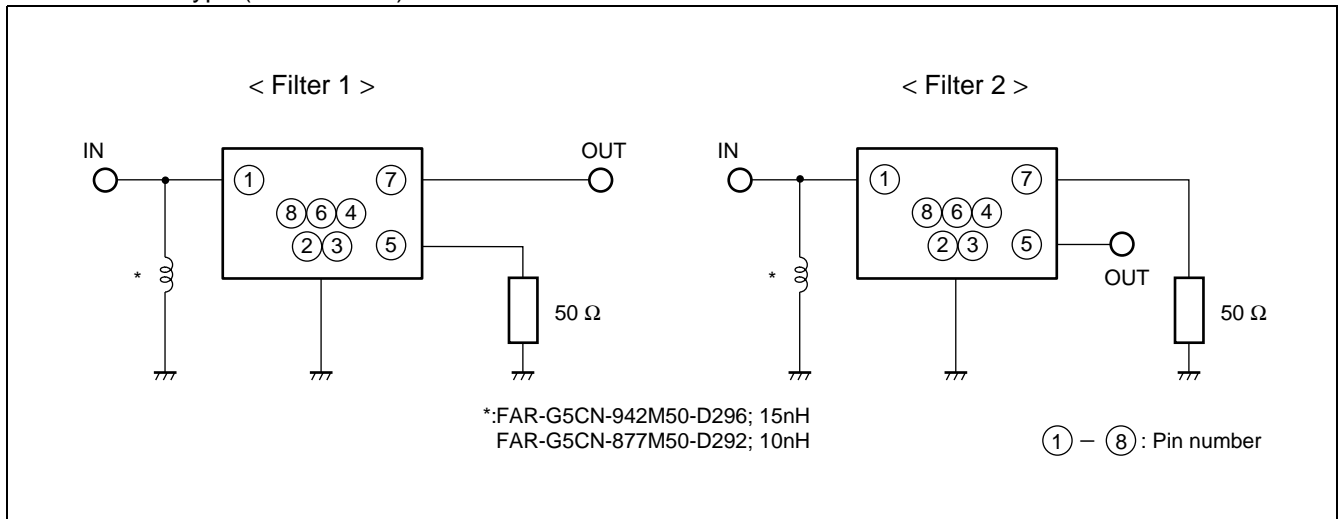 < Filter 1 >
IN
OUT
1
7
8 6 4
2 3
5
*
50 Ω
< Filter 2 >
IN
1
7
8 6 4
2 3
5
OUT
*
50 Ω
*:FAR-G5CN-942M50-D296; 15nH
FAR-G5CN-877M50-D292; 10nH
1 – 8 : Pin number